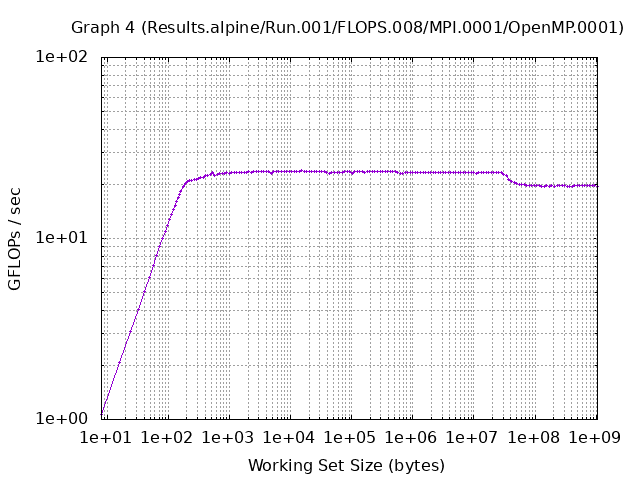 Graph 4 (Results.alpine/Run.001/FLOPS.008/MPI.0001/OpenMP.0001)
1e+02
1e+01
1e+00
GFLOPs / sec
1e+01 1e+02 1e+03 1e+04 1e+05 1e+06 1e+07 1e+08 1e+09
Working Set Size (bytes)